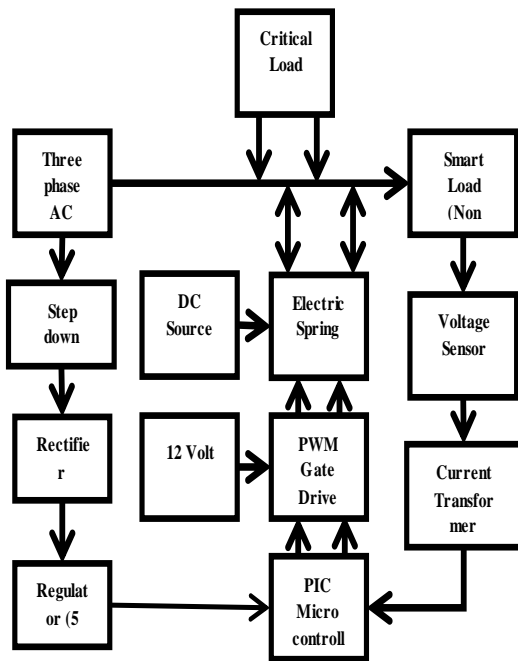 Critical
Load
Three
phase
AC
Smart
Load
(Non
Step
down
DC
Source
Electric
Spring
Voltage
Sensor
Rectifie
r
12 Volt
PWM
Gate
Drive
Current
Transfor
mer
Regulat
or (5
PIC
Micro
controll